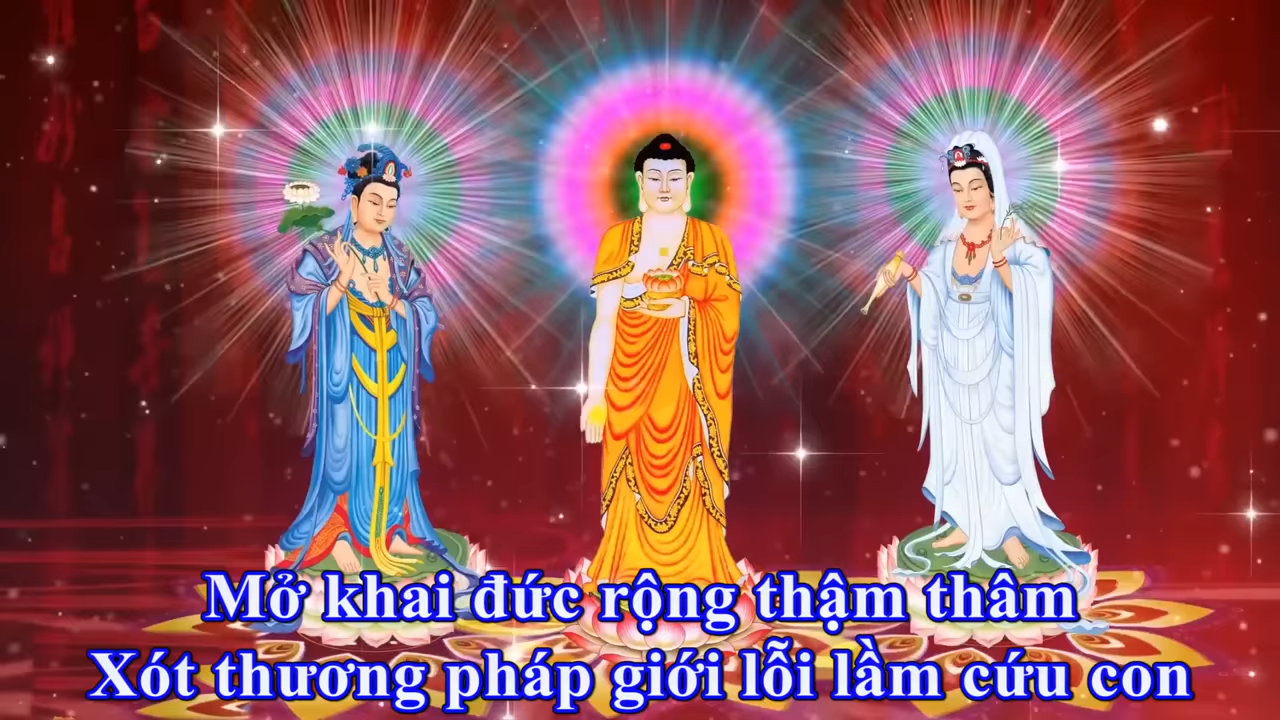 Mở khai đức rộng thậm thâm
Xót thương pháp giới lỗi lầm cứu con